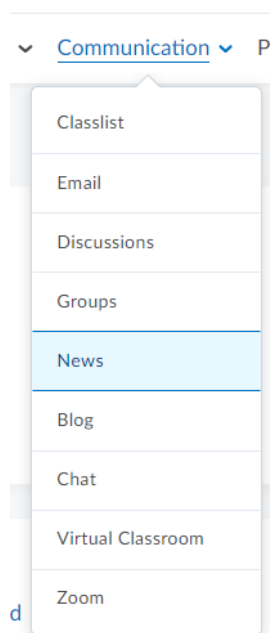 Communication P
Classlist
Email
Discussions
Groups
News
Blog
Chat
Virtual Classroom
Zoom
d